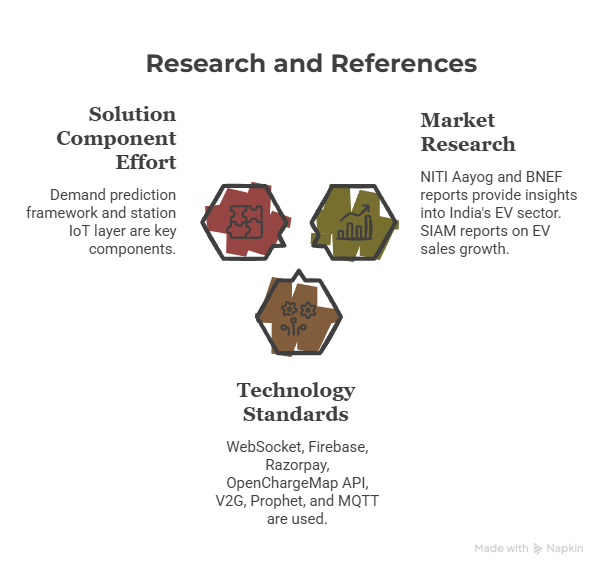 Research and References
Solution
Component
Effort
Demand prediction
framework and station
IoT layer are key
components.
Market
Research
NITI Aayog and BNEF
reports provide insights
into India's EV sector.
SIAM reports on EV
sales growth.
Technology
Standards
WebSocket, Firebase,
Razorpay,
OpenChargeMap API,
V2G, Prophet, and MQTT
are used.
Made with Napkin